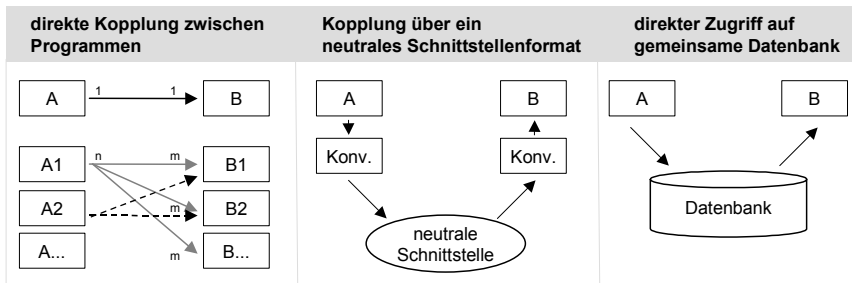 direkte Kopplung zwischen
Programmen
Kopplung über ein
neutrales Schnittstellenformat
direkter Zugriff auf
gemeinsame Datenbank
A 1 1 B
A1 n m B1
A2 m B2
A... m B...
A B
Konv. Konv.
neutrale
Schnittstelle
A B
Datenbank